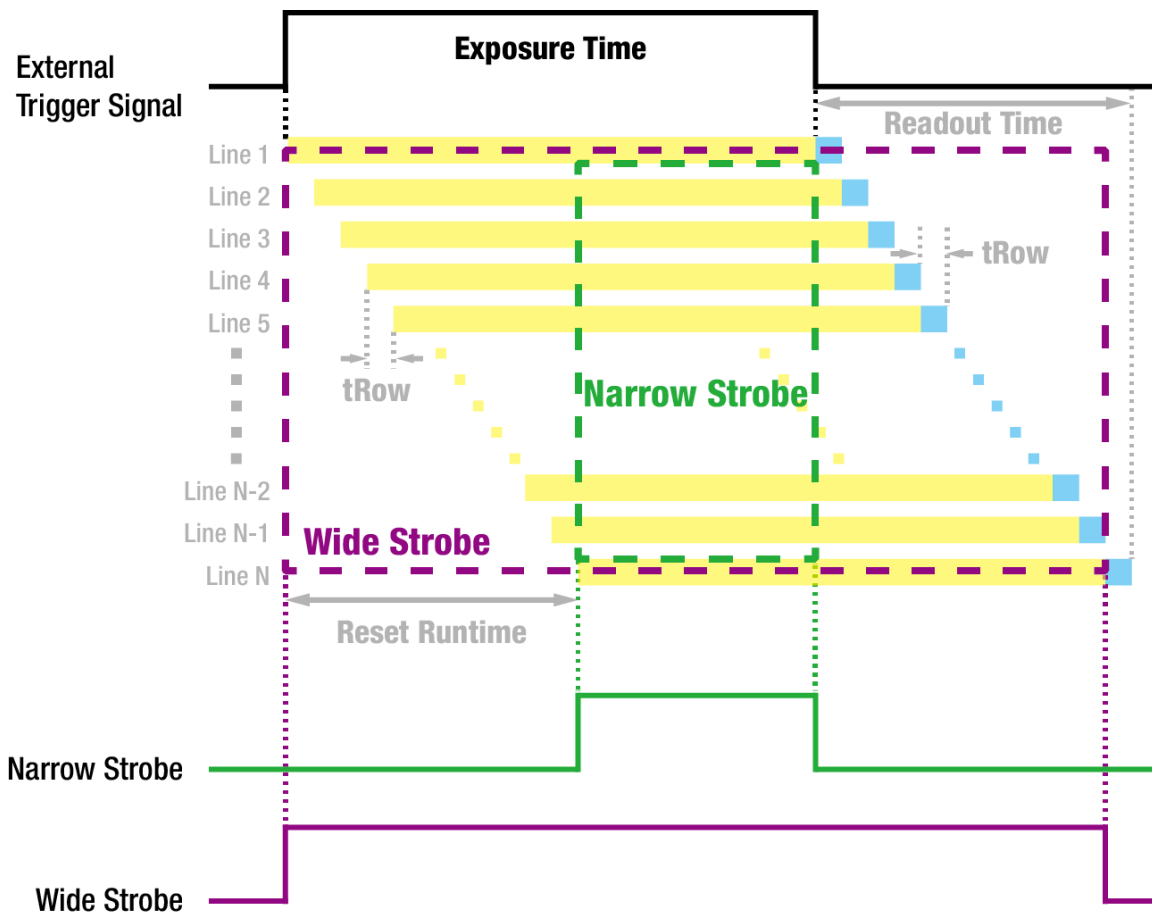 Exposure Time
External
Trigger Signal
Readout Time
Line 1
Line 2
Line 3
tRow
Line 4
Line 5
tRow
Narrow Strobe
Line N-2
Line N-1
Wide Strobe
Line N
Reset Runtime
Narrow Strobe
Wide Strobe